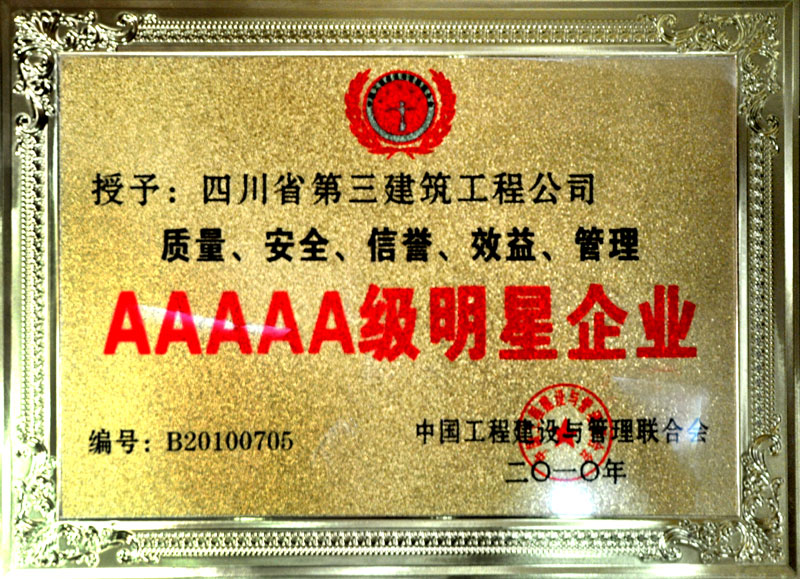 授予：四川省第三建筑工程公司
质量、安全、信誉、效益、管理
AAAAA级明星企业
编号：B20100705
中国工程建设与管理联合会
二〇一〇年